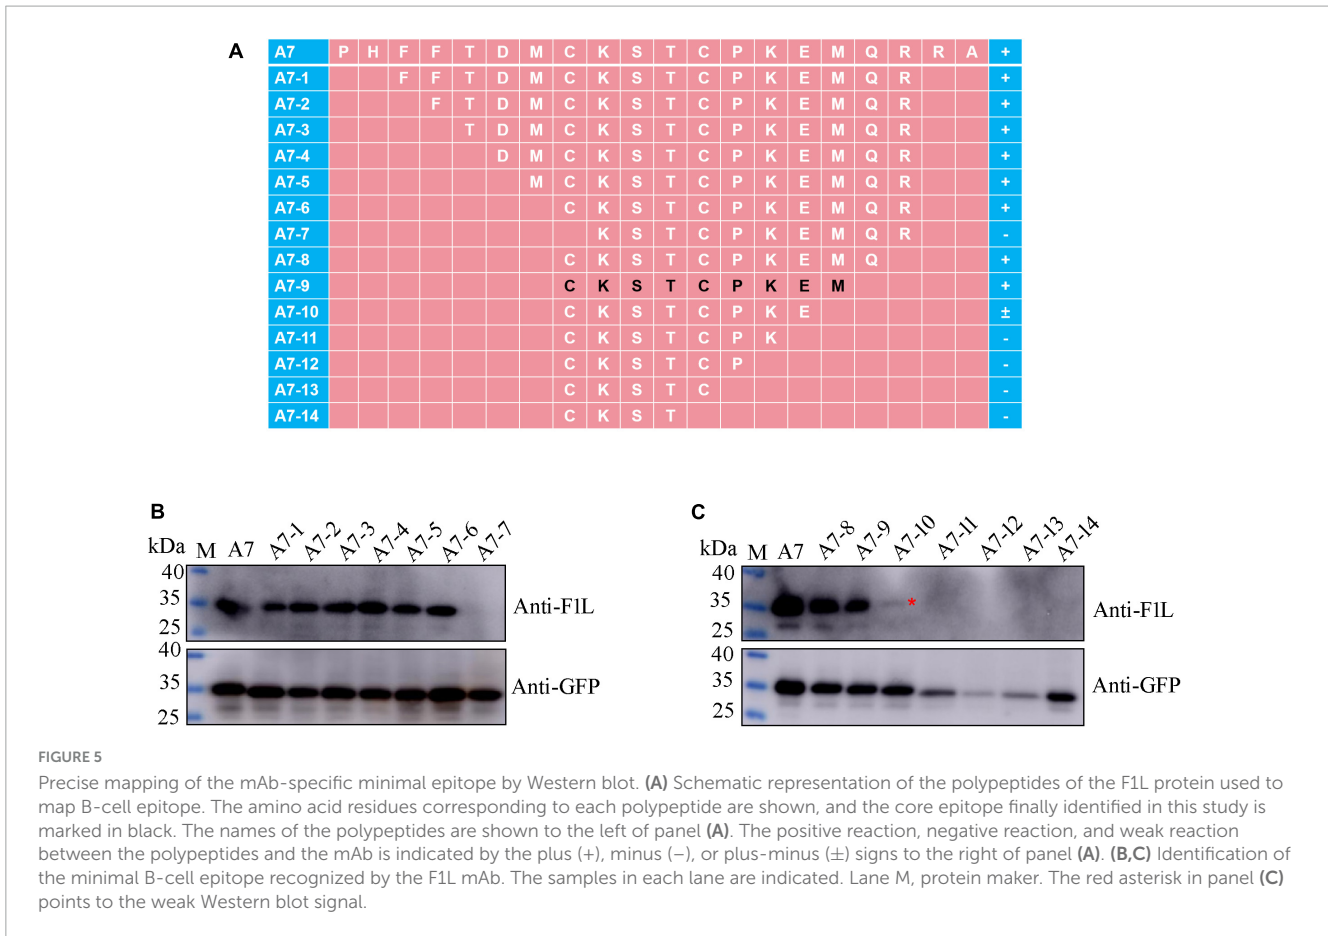 A
A7 P H F F T D M C K S T C P K E M Q R R A +
A7-1 F F T D M C K S T C P K E M Q R +
A7-2 F T D M C K S T C P K E M Q R +
A7-3 T D M C K S T C P K E M Q R +
A7-4 D M C K S T C P K E M Q R +
A7-5 M C K S T C P K E M Q R +
A7-6 C K S T C P K E M Q R +
A7-7 K S T C P K E M Q R -
A7-8 C K S T C P K E M Q +
A7-9 C K S T C P K E M +
A7-10 C K S T C P K E ±
A7-11 C K S T C P K -
A7-12 C K S T C P -
A7-13 C K S T C -
A7-14 C K S T -
B
kDa M A7 A7-1 A7-2 A7-3 A7-4 A7-5 A7-6 A7-7
40
35 Anti-F1L
25
40
35 Anti-GFP
25
C
kDa M A7 A7-8 A7-9 A7-10 A7-11 A7-12 A7-13 A7-14
40
35 * Anti-F1L
25
40
35 Anti-GFP
25
FIGURE 5
Precise mapping of the mAb-specific minimal epitope by Western blot. (A) Schematic representation of the polypeptides of the F1L protein used to
map B-cell epitope. The amino acid residues corresponding to each polypeptide are shown, and the core epitope finally identified in this study is
marked in black. The names of the polypeptides are shown to the left of panel (A). The positive reaction, negative reaction, and weak reaction
between the polypeptides and the mAb is indicated by the plus (+), minus (−), or plus-minus (±) signs to the right of panel (A). (B,C) Identification of
the minimal B-cell epitope recognized by the F1L mAb. The samples in each lane are indicated. Lane M, protein maker. The red asterisk in panel (C)
points to the weak Western blot signal.